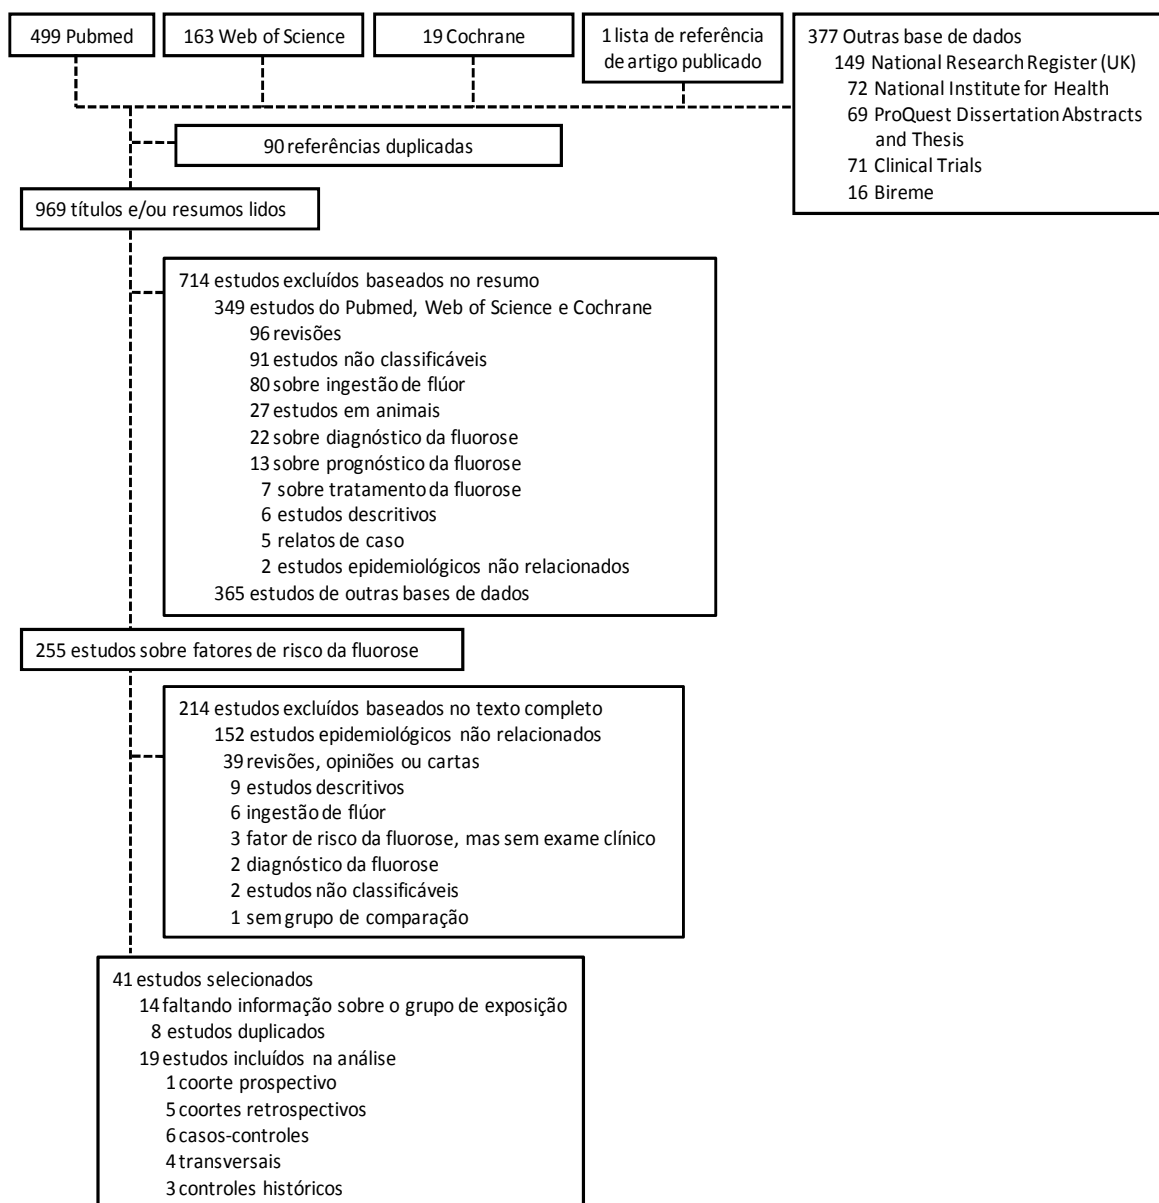 499 Pubmed
163 Web of Science
19 Cochrane
1 lista de referência
de artigo publicado
377 Outras base de dados
149 National Research Register (UK)
72 National Institute for Health
69 ProQuest Dissertation Abstracts
and Thesis
71 Clinical Trials
16 Bireme
90 referências duplicadas
969 títulos e/ou resumos lidos
714 estudos excluídos baseados no resumo
349 estudos do Pubmed, Web of Science e Cochrane
96 revisões
91 estudos não classificáveis
80 sobre ingestão de flúor
27 estudos em animais
22 sobre diagnóstico da fluorose
13 sobre prognóstico da fluorose
7 sobre tratamento da fluorose
6 estudos descritivos
5 relatos de caso
2 estudos epidemiológicos não relacionados
365 estudos de outras bases de dados
255 estudos sobre fatores de risco da fluorose
214 estudos excluídos baseados no texto completo
152 estudos epidemiológicos não relacionados
39 revisões, opiniões ou cartas
9 estudos descritivos
6 ingestão de flúor
3 fator de risco da fluorose, mas sem exame clínico
2 diagnóstico da fluorose
2 estudos não classificáveis
1 sem grupo de comparação
41 estudos selecionados
14 faltando informação sobre o grupo de exposição
8 estudos duplicados
19 estudos incluídos na análise
1 coorte prospectivo
5 coortes retrospectivos
6 casos-controles
4 transversais
3 controles históricos